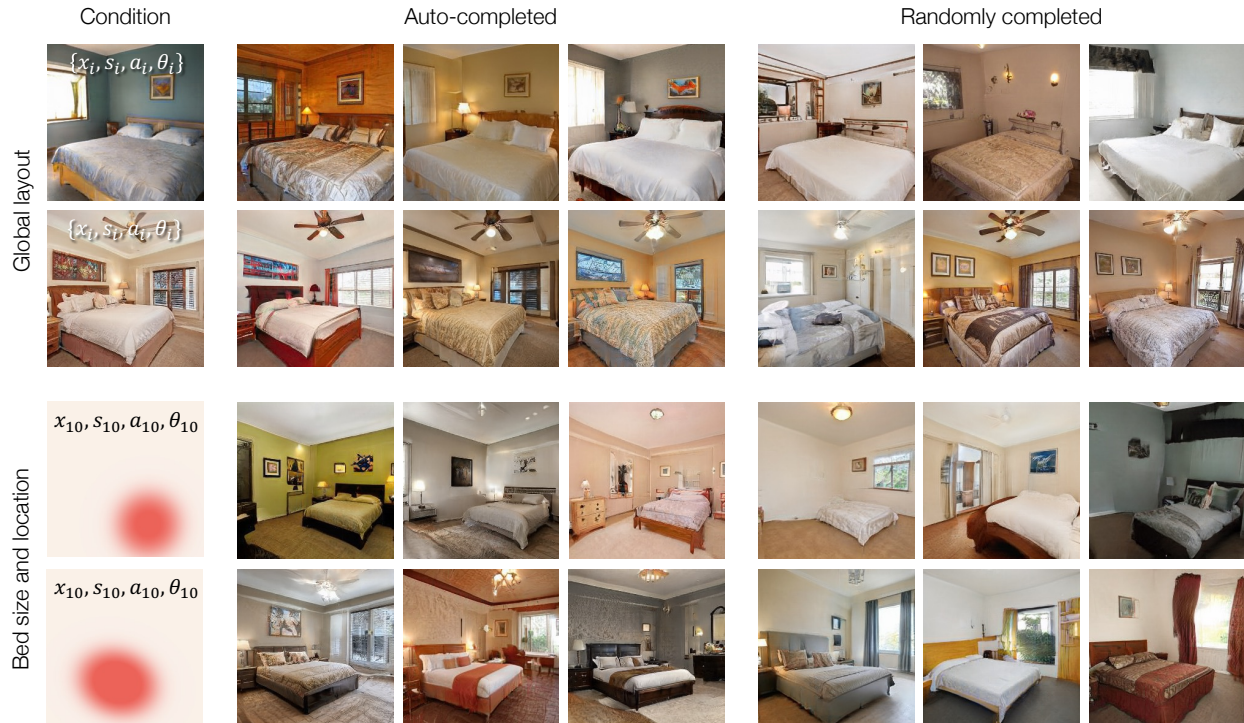 Condition
Auto-completed
Randomly completed
Global layout
{x_i, s_i, a_i, θ_i}
{x_i, s_i, a_i, θ_i}
Bed size and location
x_10, s_10, a_10, θ_10
x_10, s_10, a_10, θ_10